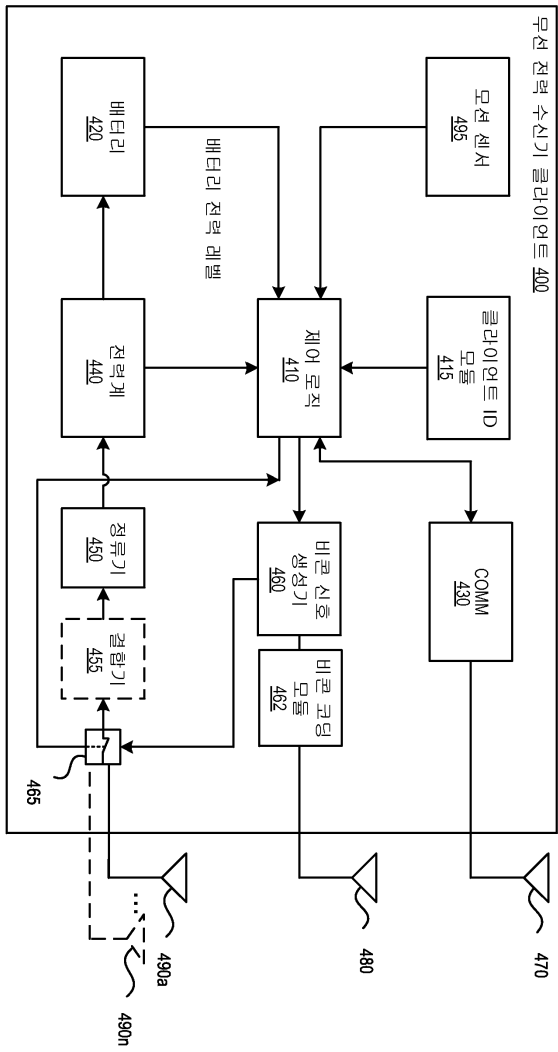 무선 전력 수신기 클라이언트 400
모션 센서
495
클라이언트 ID
모듈
415
COMM
430
470
배터리
420
배터리 전력 레벨
제어 로직
410
비콘 신호
생성기
460
비콘 코딩
모듈
462
480
전력계
440
정류기
450
결합기
455
465
490a
...
490n